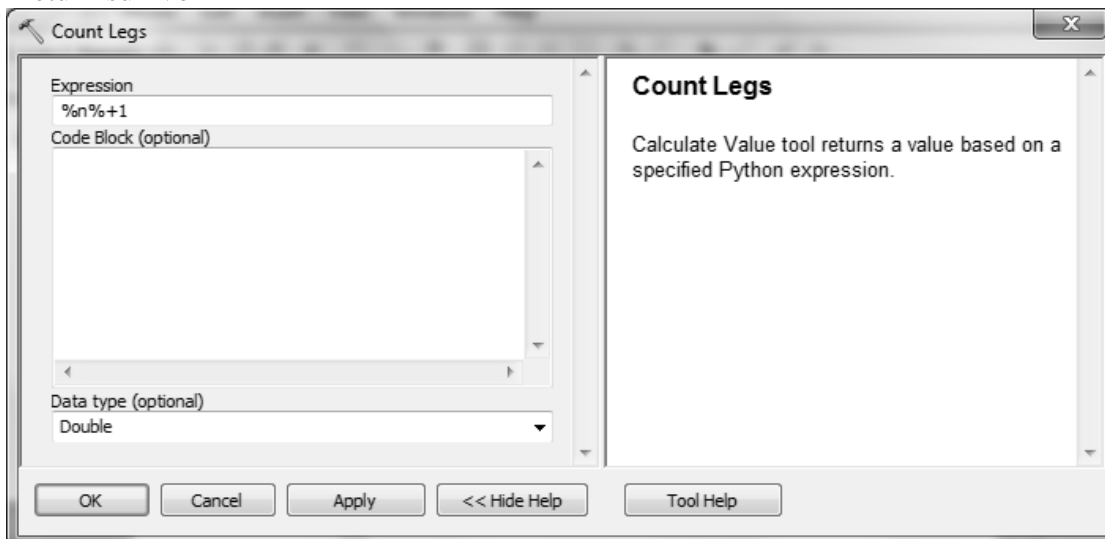 Count Legs
X
Expression
%n%+1
Code Block (optional)
Data type (optional)
Double
Count Legs
Calculate Value tool returns a value based on a
specified Python expression.
OK Cancel Apply << Hide Help Tool Help